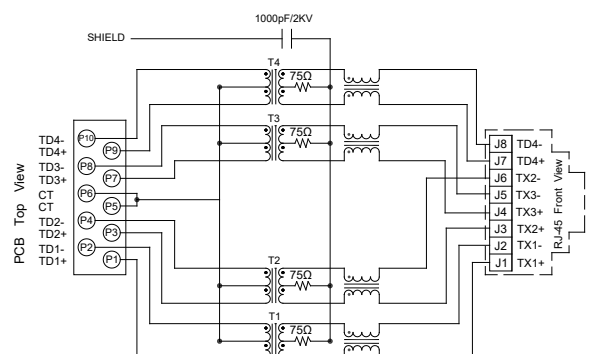 1000pF/2KV
SHIELD
T4
75Ω
T3
75Ω
P10
P9
P8
P7
P6
P5
P4
P3
P2
P1
TD4-
TD4+
TD3-
TD3+
CT
CT
TD2-
TD2+
TD1-
TD1+
PCB Top View
T2
75Ω
T1
75Ω
J8 TD4-
J7 TD4+
J6 TX2-
J5 TX3-
J4 TX3+
J3 TX2+
J2 TX1-
J1 TX1+
RJ-45 Front View